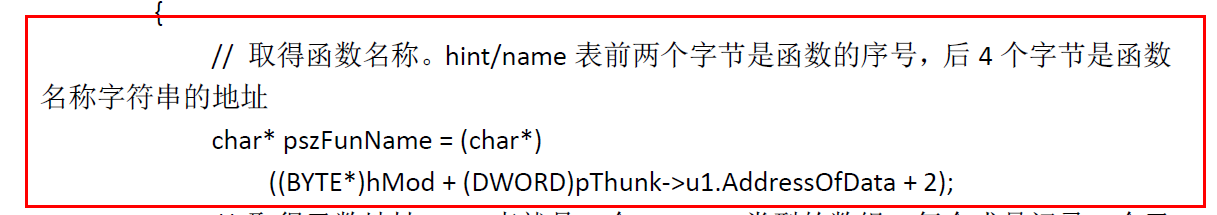 {
// 取得函数名称。hint/name 表前两个字节是函数的序号，后 4 个字节是函数
名称字符串的地址
char* pszFunName = (char*)
((BYTE*)hMod + (DWORD)pThunk->u1.AddressOfData + 2);